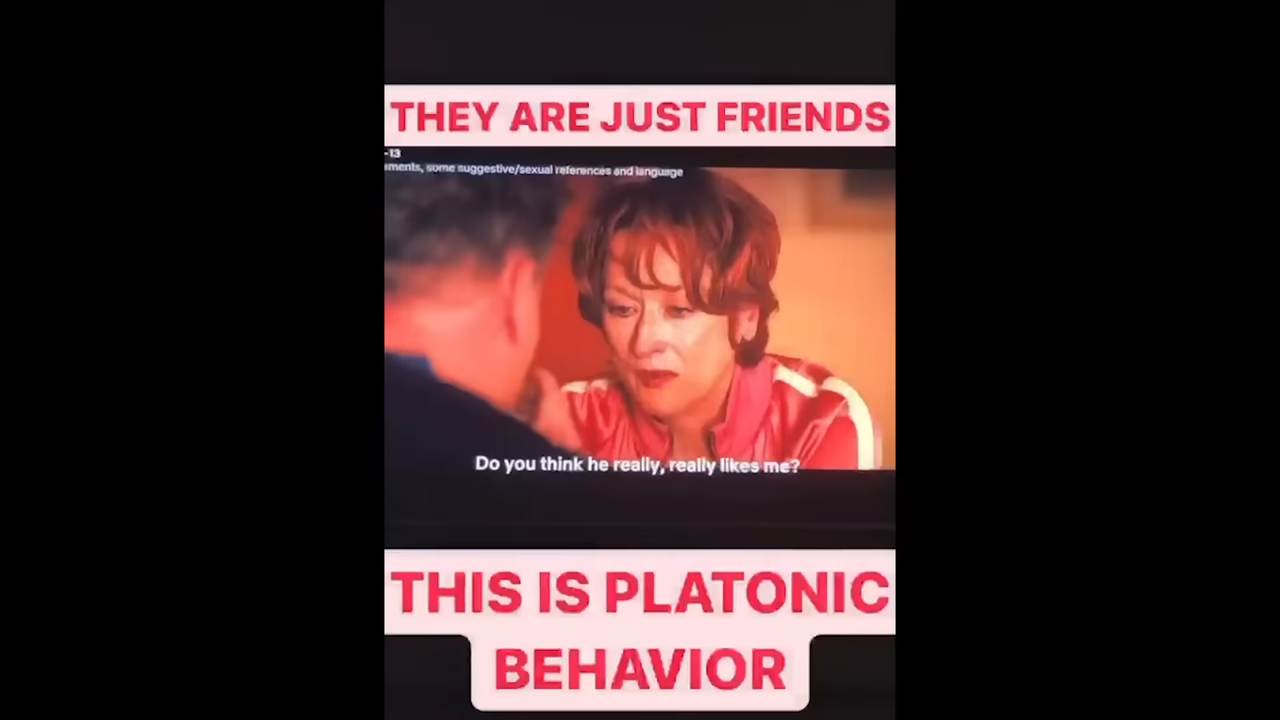 THEY ARE JUST FRIENDS
-13
ments, some suggestive/sexual references and language
Do you think he really, really likes me?
THIS IS PLATONIC
BEHAVIOR